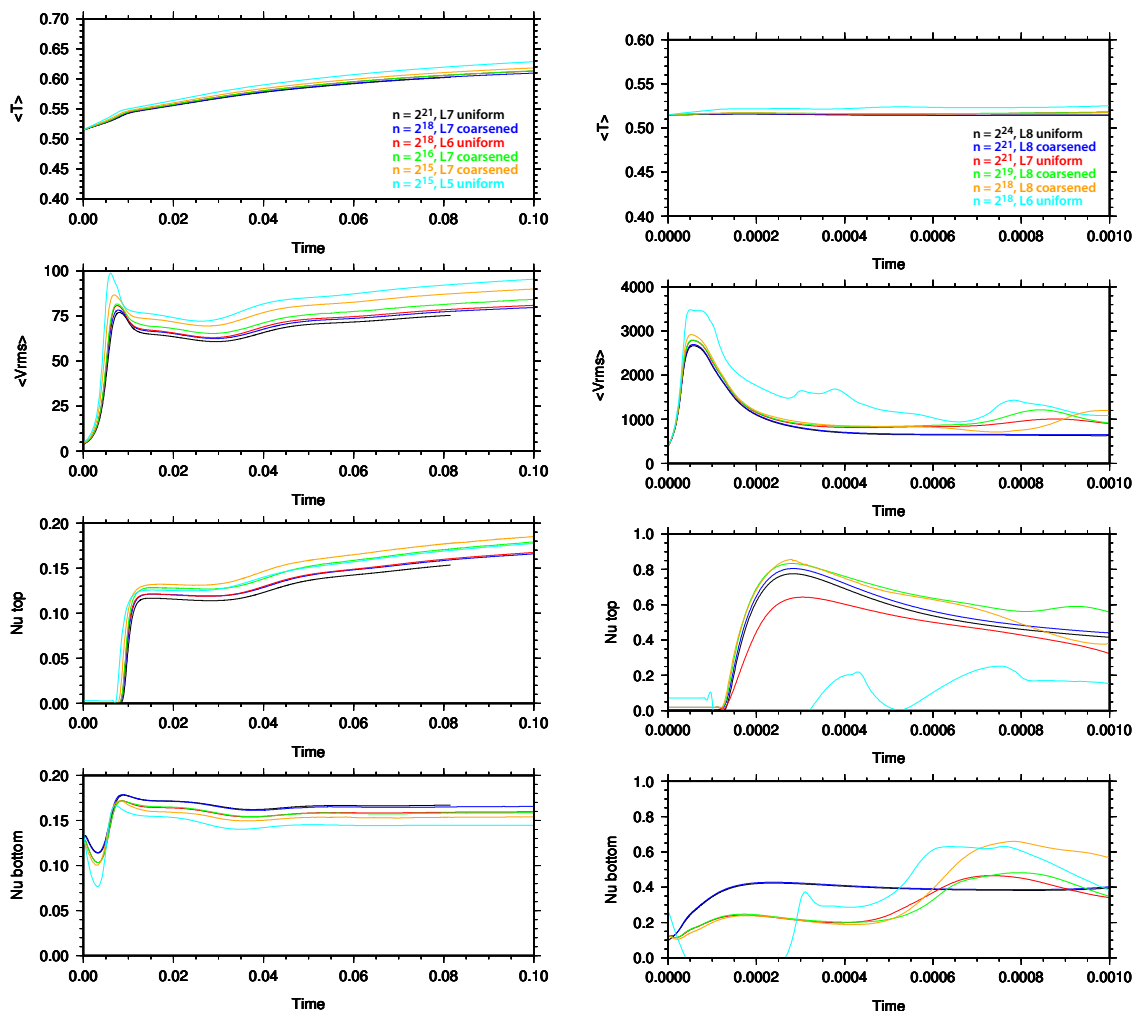 0.70
0.65
0.60
0.55
0.50
0.45
0.40
<T>
n = 2^21, L7 uniform
n = 2^18, L7 coarsened
n = 2^18, L6 uniform
n = 2^16, L7 coarsened
n = 2^15, L7 coarsened
n = 2^15, L5 uniform
0.00 0.02 0.04 0.06 0.08 0.10
Time
100
75
50
25
0
<Vrms>
0.00 0.02 0.04 0.06 0.08 0.10
Time
0.20
0.15
0.10
0.05
0.00
Nu top
0.00 0.02 0.04 0.06 0.08 0.10
Time
0.20
0.15
0.10
0.05
0.00
Nu bottom
0.00 0.02 0.04 0.06 0.08 0.10
Time
0.60
0.55
0.50
0.45
0.40
<T>
n = 2^24, L8 uniform
n = 2^21, L8 coarsened
n = 2^21, L7 uniform
n = 2^19, L8 coarsened
n = 2^18, L8 coarsened
n = 2^18, L6 uniform
0.0000 0.0002 0.0004 0.0006 0.0008 0.0010
Time
4000
3000
2000
1000
0
<Vrms>
0.0000 0.0002 0.0004 0.0006 0.0008 0.0010
Time
1.0
0.8
0.6
0.4
0.2
0.0
Nu top
0.0000 0.0002 0.0004 0.0006 0.0008 0.0010
Time
1.0
0.8
0.6
0.4
0.2
0.0
Nu bottom
0.0000 0.0002 0.0004 0.0006 0.0008 0.0010
Time